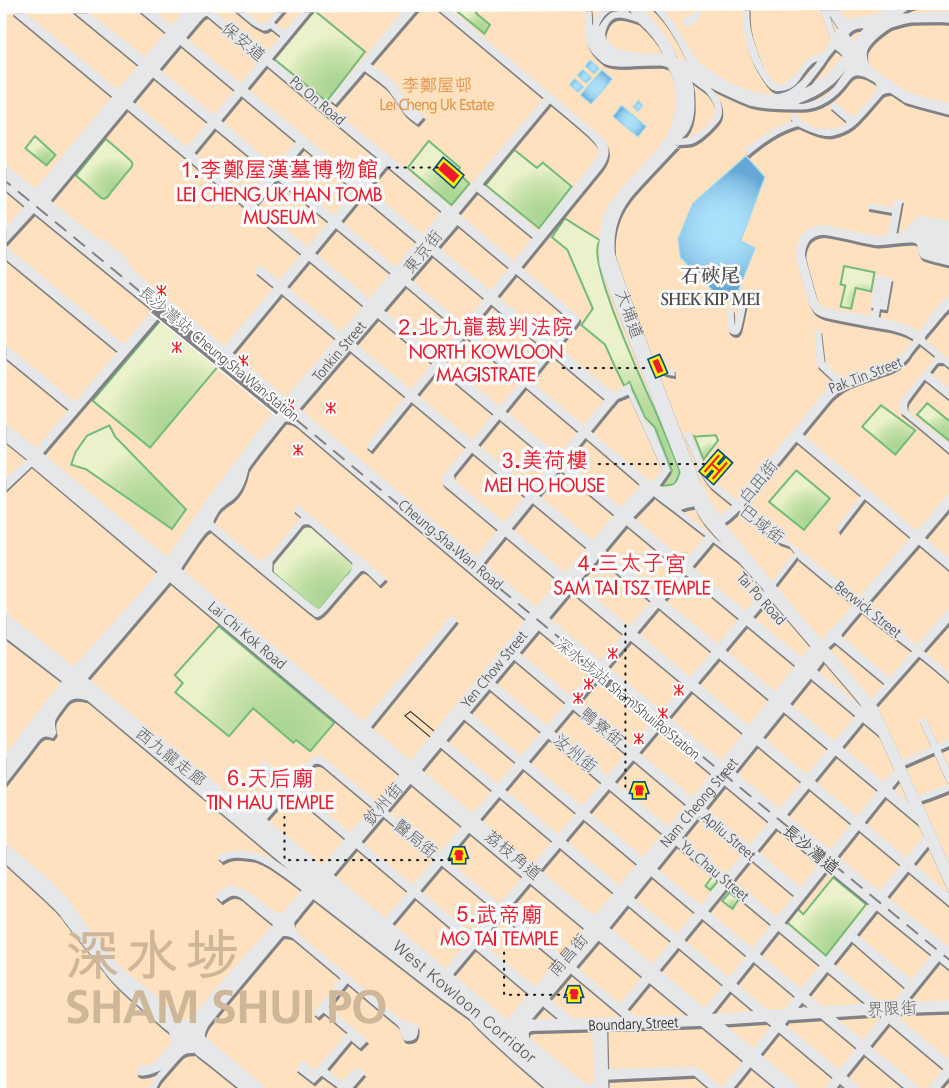 保安道
Po On Road
李鄭屋邨
Lei Cheng Uk Estate
1.李鄭屋漢墓博物館
LEI CHENG UK HAN TOMB
MUSEUM
東京街
石硤尾
SHEK KIP MEI
大埔道
長沙灣站 Cheung Sha Wan Station
2.北九龍裁判法院
NORTH KOWLOON
MAGISTRATE
Tonkin Street
Pak Tin Street
3.美荷樓
MEI HO HOUSE
白田街
巴域街
Cheung Sha Wan Road
4.三太子宮
SAM TAI TSZ TEMPLE
Tai Po Road
Berwick Street
Lai Chi Kok Road
Yen Chow Street
深水埗站 Sham Shui Po Station
鴨寮街
汝州街
西九龍走廊
6.天后廟
TIN HAU TEMPLE
欽州街
醫局街
荔枝角道
Nam Cheong Street
Apliu Street
Yu Chau Street
長沙灣道
5.武帝廟
MO TAI TEMPLE
南昌街
深水埗
SHAM SHUI PO
West Kowloon Corridor
界限街
Boundary Street